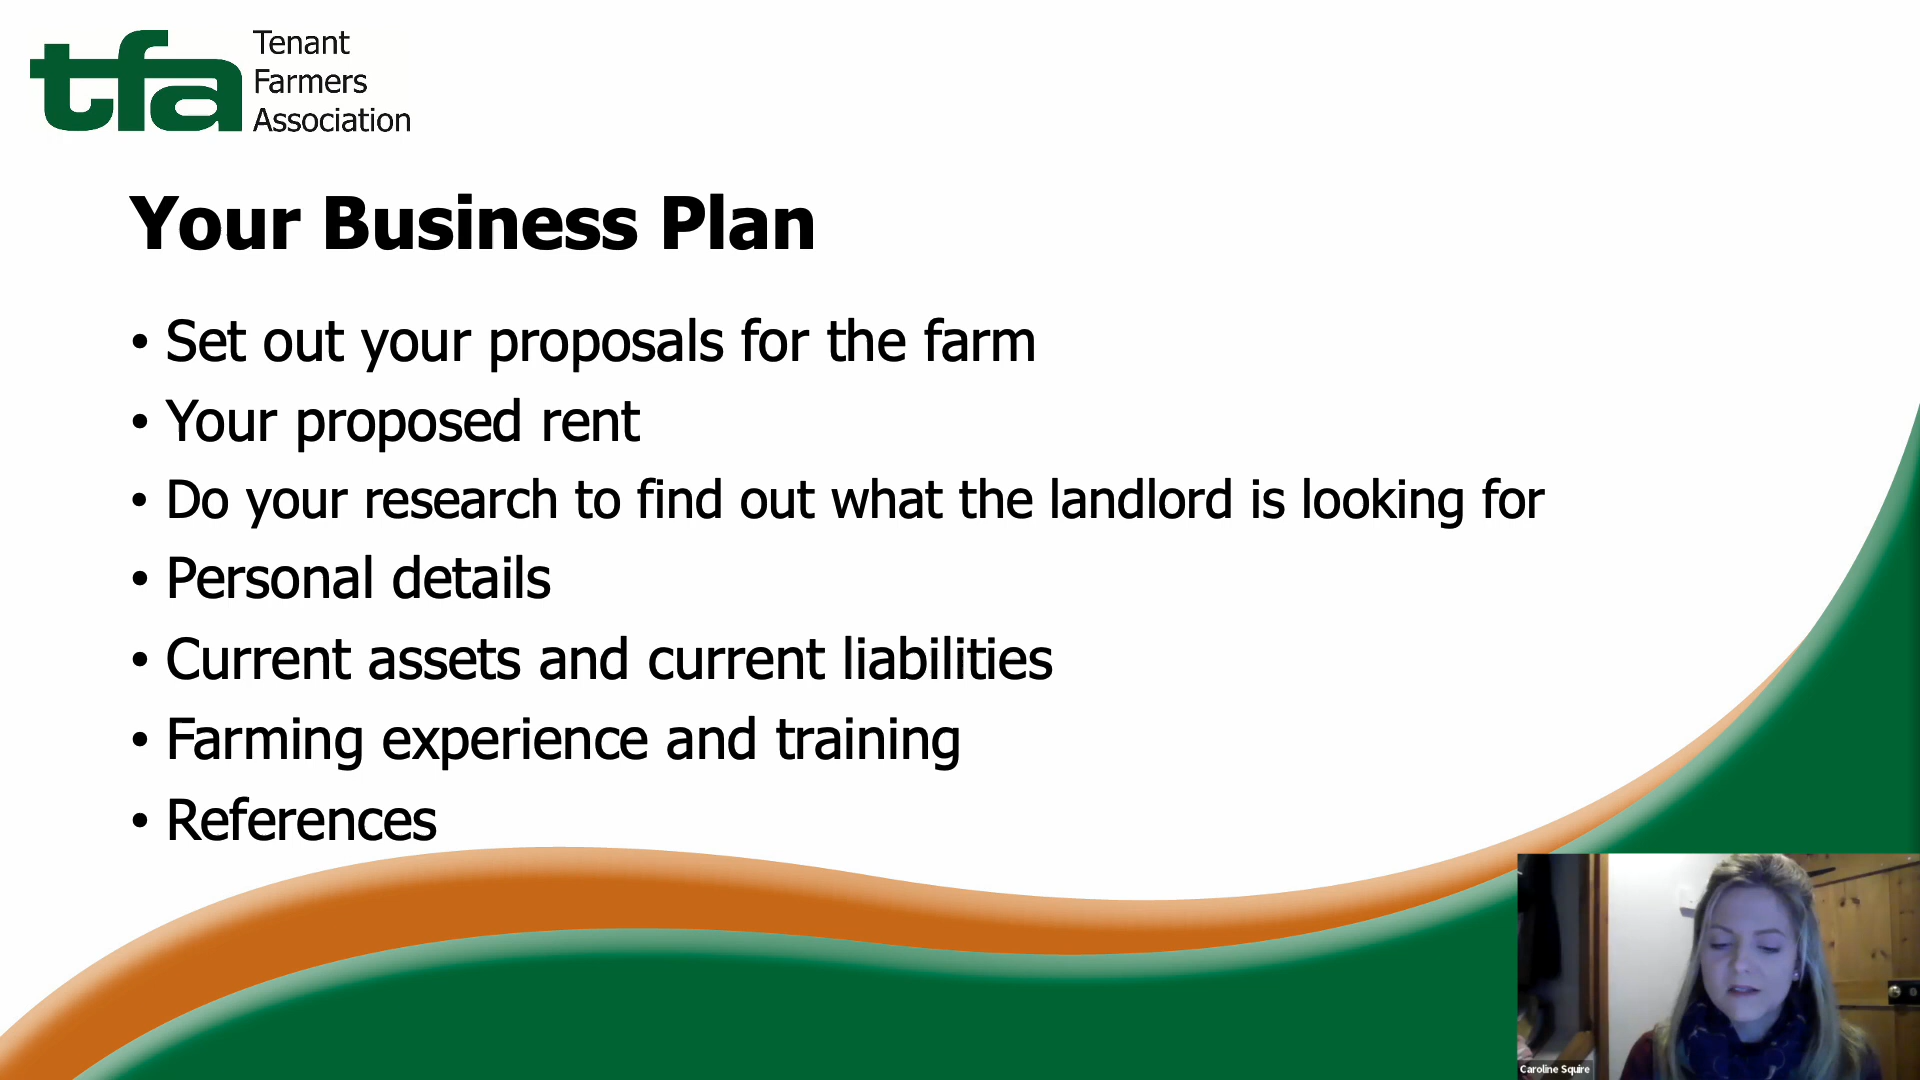 tfa
Tenant
Farmers
Association
Your Business Plan
• Set out your proposals for the farm
• Your proposed rent
• Do your research to find out what the landlord is looking for
• Personal details
• Current assets and current liabilities
• Farming experience and training
• References
Caroline Squire